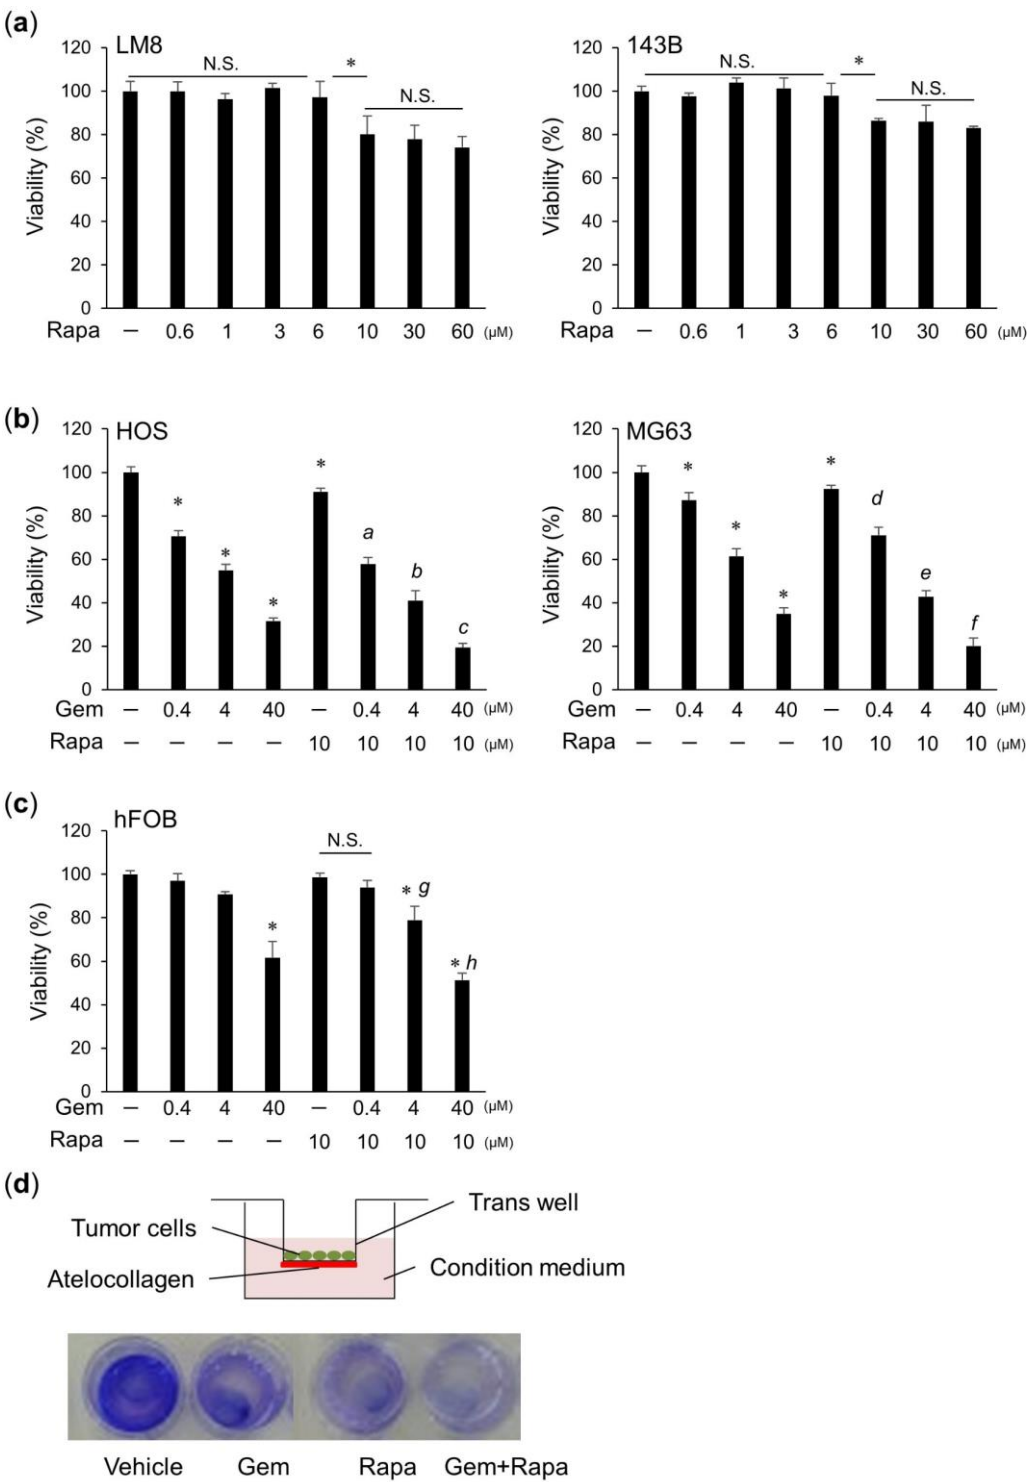 (a)
LM8
120
100
80
60
40
20
0
Viability (%)
N.S.
*
N.S.
Rapa — 0.6 1 3 6 10 30 60 (μM)
143B
120
100
80
60
40
20
0
Viability (%)
N.S.
*
N.S.
Rapa — 0.6 1 3 6 10 30 60 (μM)
(b)
HOS
120
100
80
60
40
20
0
Viability (%)
* * * * a b c
Gem — 0.4 4 40 — 0.4 4 40 (μM)
Rapa — — — — 10 10 10 10 (μM)
MG63
120
100
80
60
40
20
0
Viability (%)
* * * * d e f
Gem — 0.4 4 40 — 0.4 4 40 (μM)
Rapa — — — — 10 10 10 10 (μM)
(c)
hFOB
120
100
80
60
40
20
0
Viability (%)
N.S.
* * g * h
Gem — 0.4 4 40 — 0.4 4 40 (μM)
Rapa — — — — 10 10 10 10 (μM)
(d)
Trans well
Tumor cells
Atelocollagen
Condition medium
Vehicle Gem Rapa Gem+Rapa